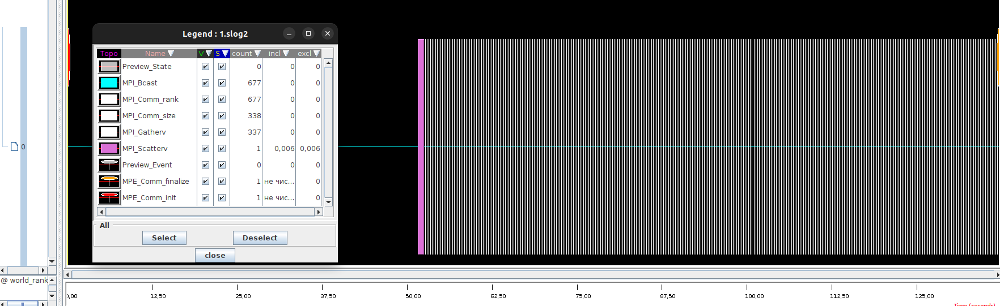 Legend : 1.slog2
Topo Name V S count incl excl
Preview_State 0 0 0
MPI_Bcast 677 0 0
MPI_Comm_rank 677 0 0
MPI_Comm_size 338 0 0
MPI_Gatherv 337 0 0
MPI_Scatterv 1 0,006 0,006
Preview_Event 0 0 0
MPE_Comm_finalize 1 не чис... 0
MPE_Comm_init 1 не чис... 0
All
Select Deselect
close
0
@ world_rank
,00 12,50 25,00 37,50 50,00 62,50 75,00 87,50 100,00 112,50 125,00
Time (seconds)